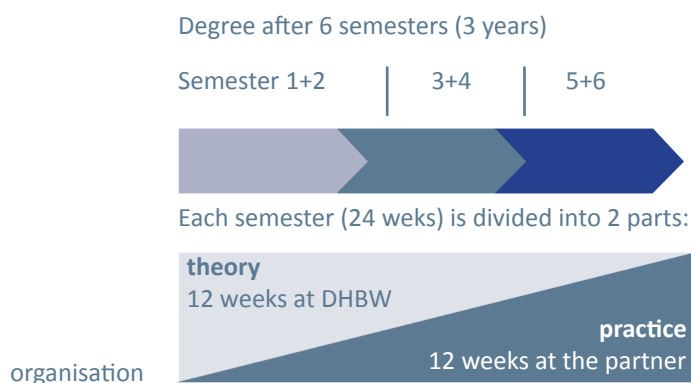 Degree after 6 semesters (3 years)
Semester 1+2 3+4 5+6
Each semester (24 weks) is divided into 2 parts:
theory
12 weeks at DHBW
practice
12 weeks at the partner
organisation